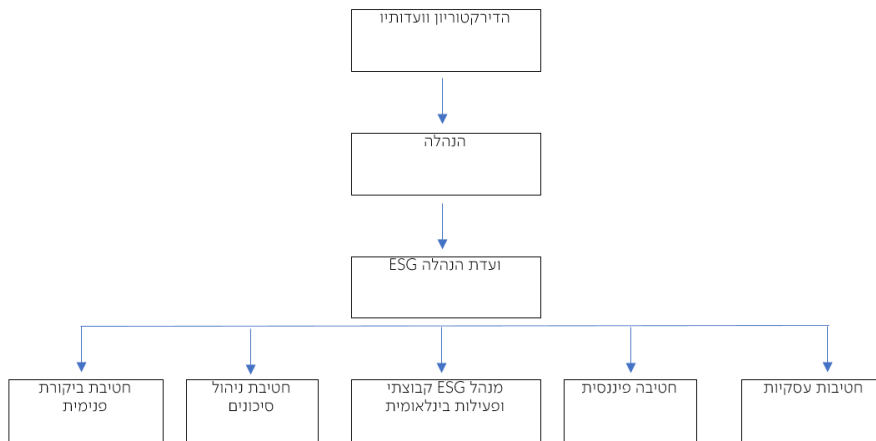 הדירקטוריון וועדותיו
הנהלה
ועדת הנהלה ESG
חטיבות עסקיות
חטיבה פיננסית
מנהל ESG קבוצתי
ופעילות בינלאומית
חטיבת ניהול
סיכונים
חטיבת ביקורת
פנימית